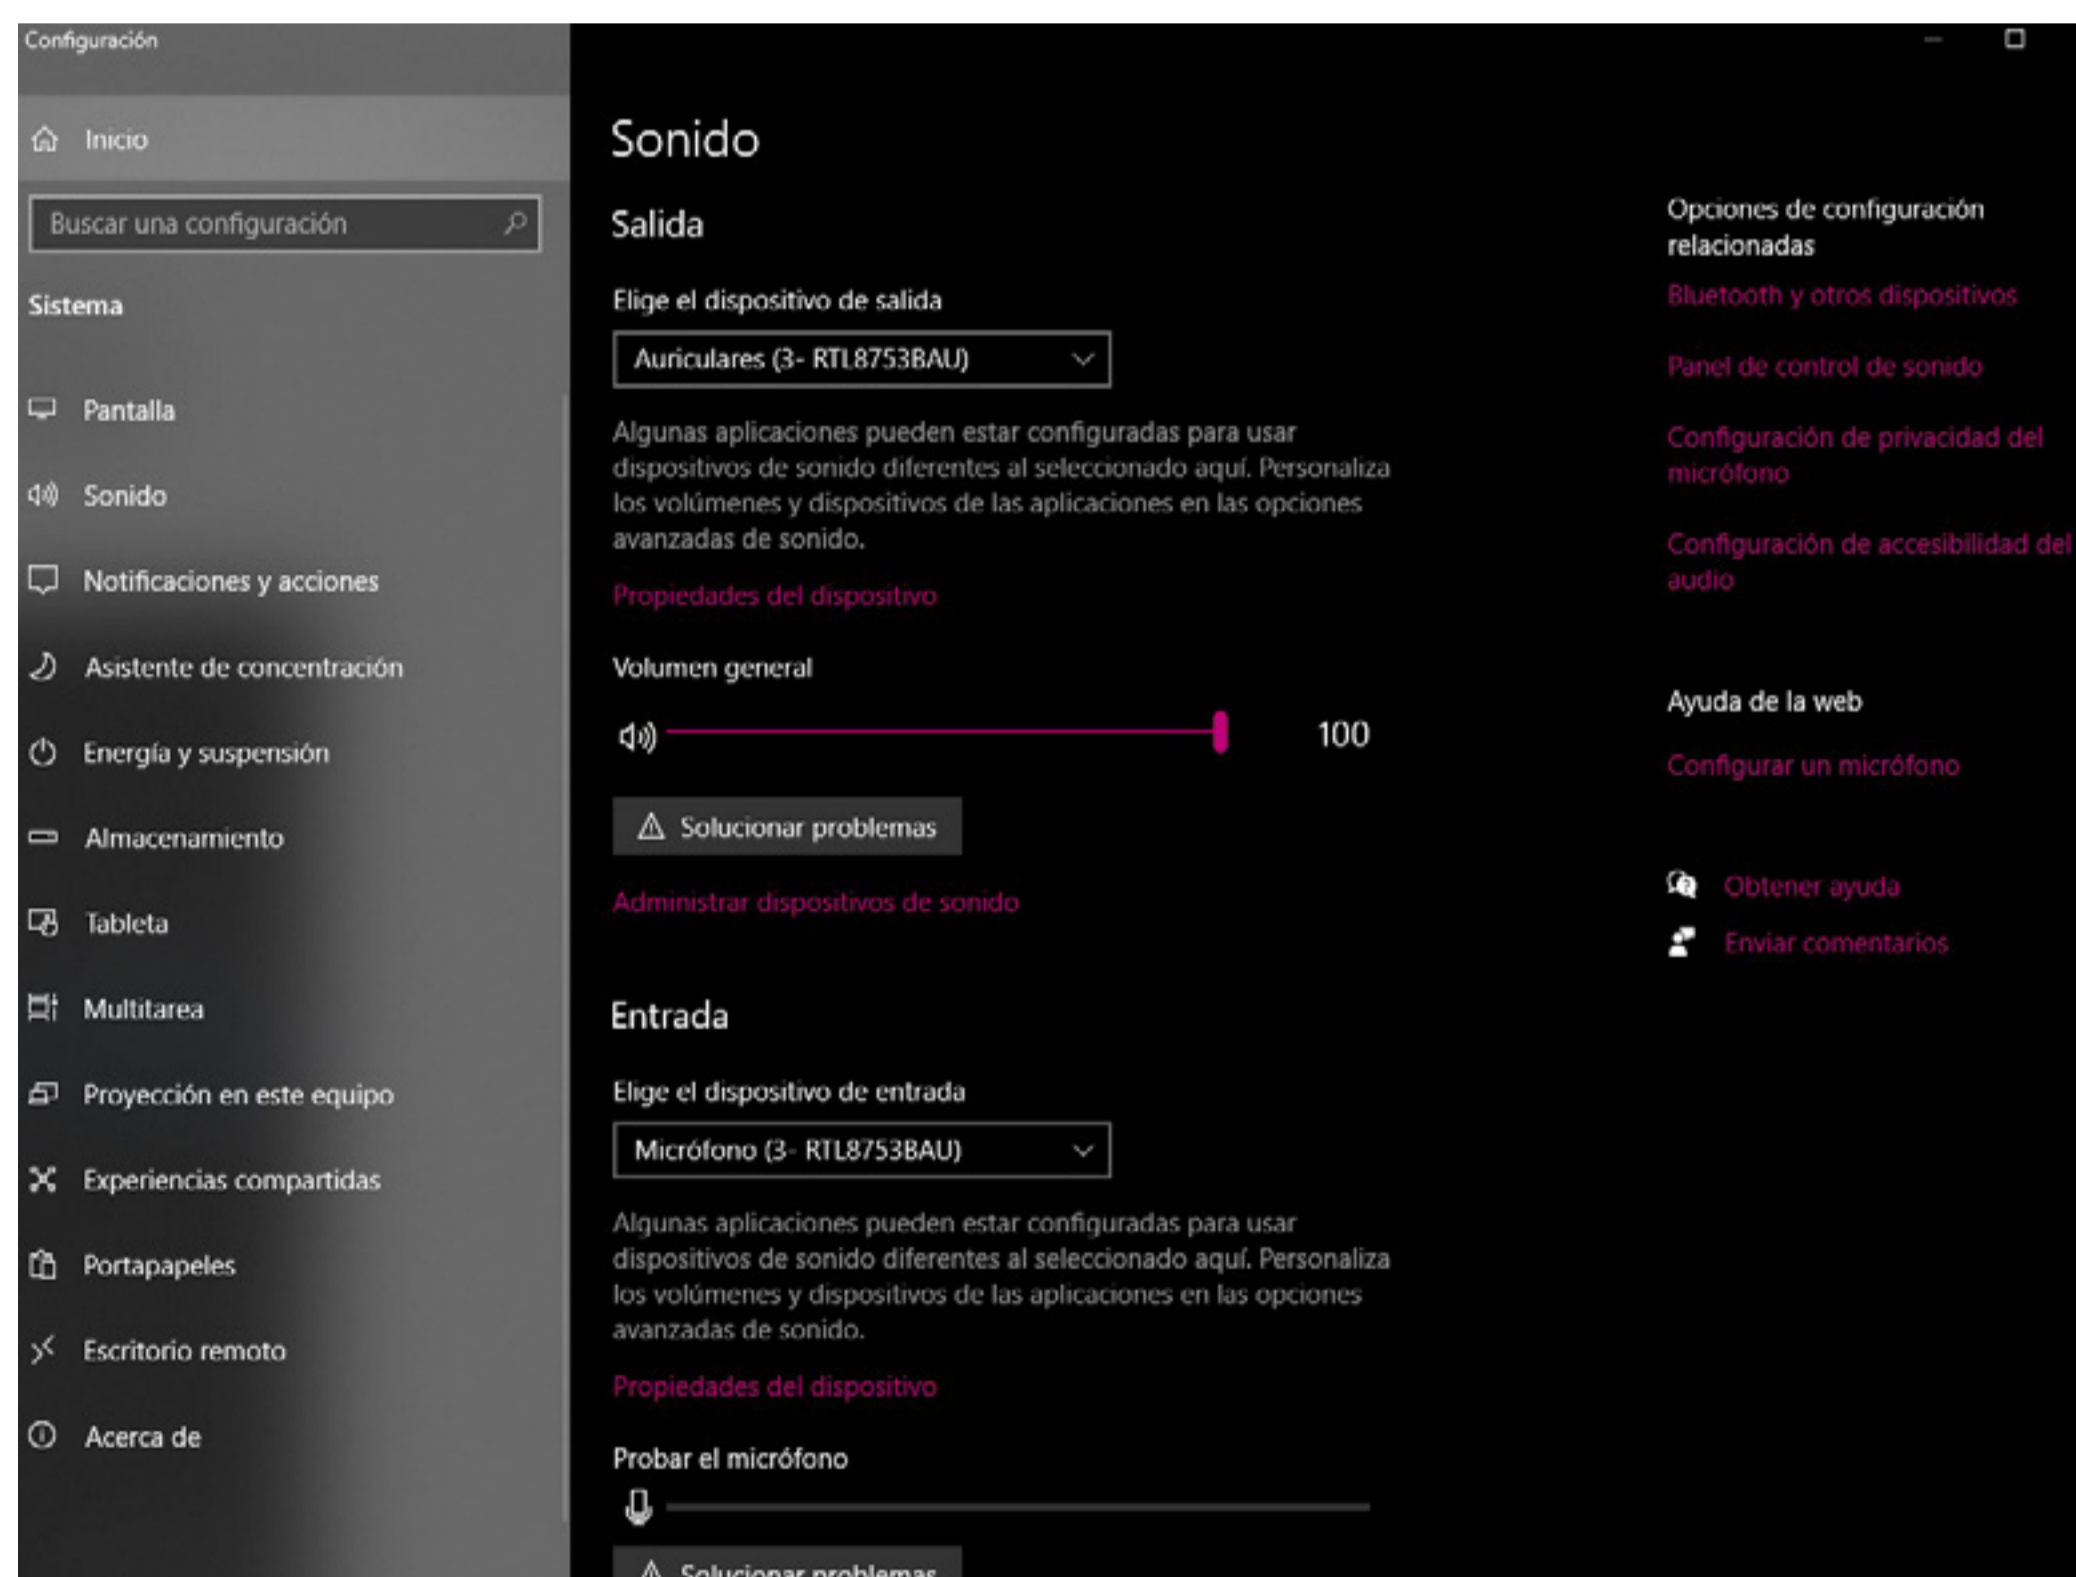 Configuración
Inicio
Buscar una configuración
Sistema
Pantalla
Sonido
Notificaciones y acciones
Asistente de concentración
Energía y suspensión
Almacenamiento
Tableta
Multitarea
Proyección en este equipo
Experiencias compartidas
Portapapeles
Escritorio remoto
Acerca de
Sonido
Salida
Elige el dispositivo de salida
Auriculares (3- RTL8753BAU)
Algunas aplicaciones pueden estar configuradas para usar
dispositivos de sonido diferentes al seleccionado aquí. Personaliza
los volúmenes y dispositivos de las aplicaciones en las opciones
avanzadas de sonido.
Propiedades del dispositivo
Volumen general
100
Solucionar problemas
Administrar dispositivos de sonido
Entrada
Elige el dispositivo de entrada
Micrófono (3- RTL8753BAU)
Algunas aplicaciones pueden estar configuradas para usar
dispositivos de sonido diferentes al seleccionado aquí. Personaliza
los volúmenes y dispositivos de las aplicaciones en las opciones
avanzadas de sonido.
Propiedades del dispositivo
Probar el micrófono
Solucionar problemas
Opciones de configuración
relacionadas
Bluetooth y otros dispositivos
Panel de control de sonido
Configuración de privacidad del
micrófono
Configuración de accesibilidad del
audio
Ayuda de la web
Configurar un micrófono
Obtener ayuda
Enviar comentarios